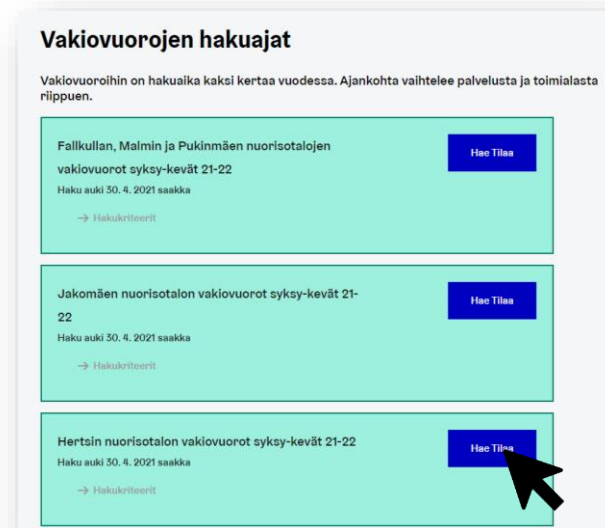 Vakiovuorojen hakuajat
Vakiovuoroihin on hakuaika kaksi kertaa vuodessa. Ajankohta vaihtelee palvelusta ja toimialasta
riippuen.
Fallkullan, Malmin ja Pukinmäen nuorisotalojen
vakiovuorot syksy-kevät 21-22
Haku auki 30. 4. 2021 saakka
→ Hakukriteerit
Hae Tilaa
Jakomäen nuorisotalon vakiovuorot syksy-kevät 21-
22
Haku auki 30. 4. 2021 saakka
→ Hakukriteerit
Hae Tilaa
Hertsin nuorisotalon vakiovuorot syksy-kevät 21-22
Haku auki 30. 4. 2021 saakka
→ Hakukriteerit
Hae Tilaa